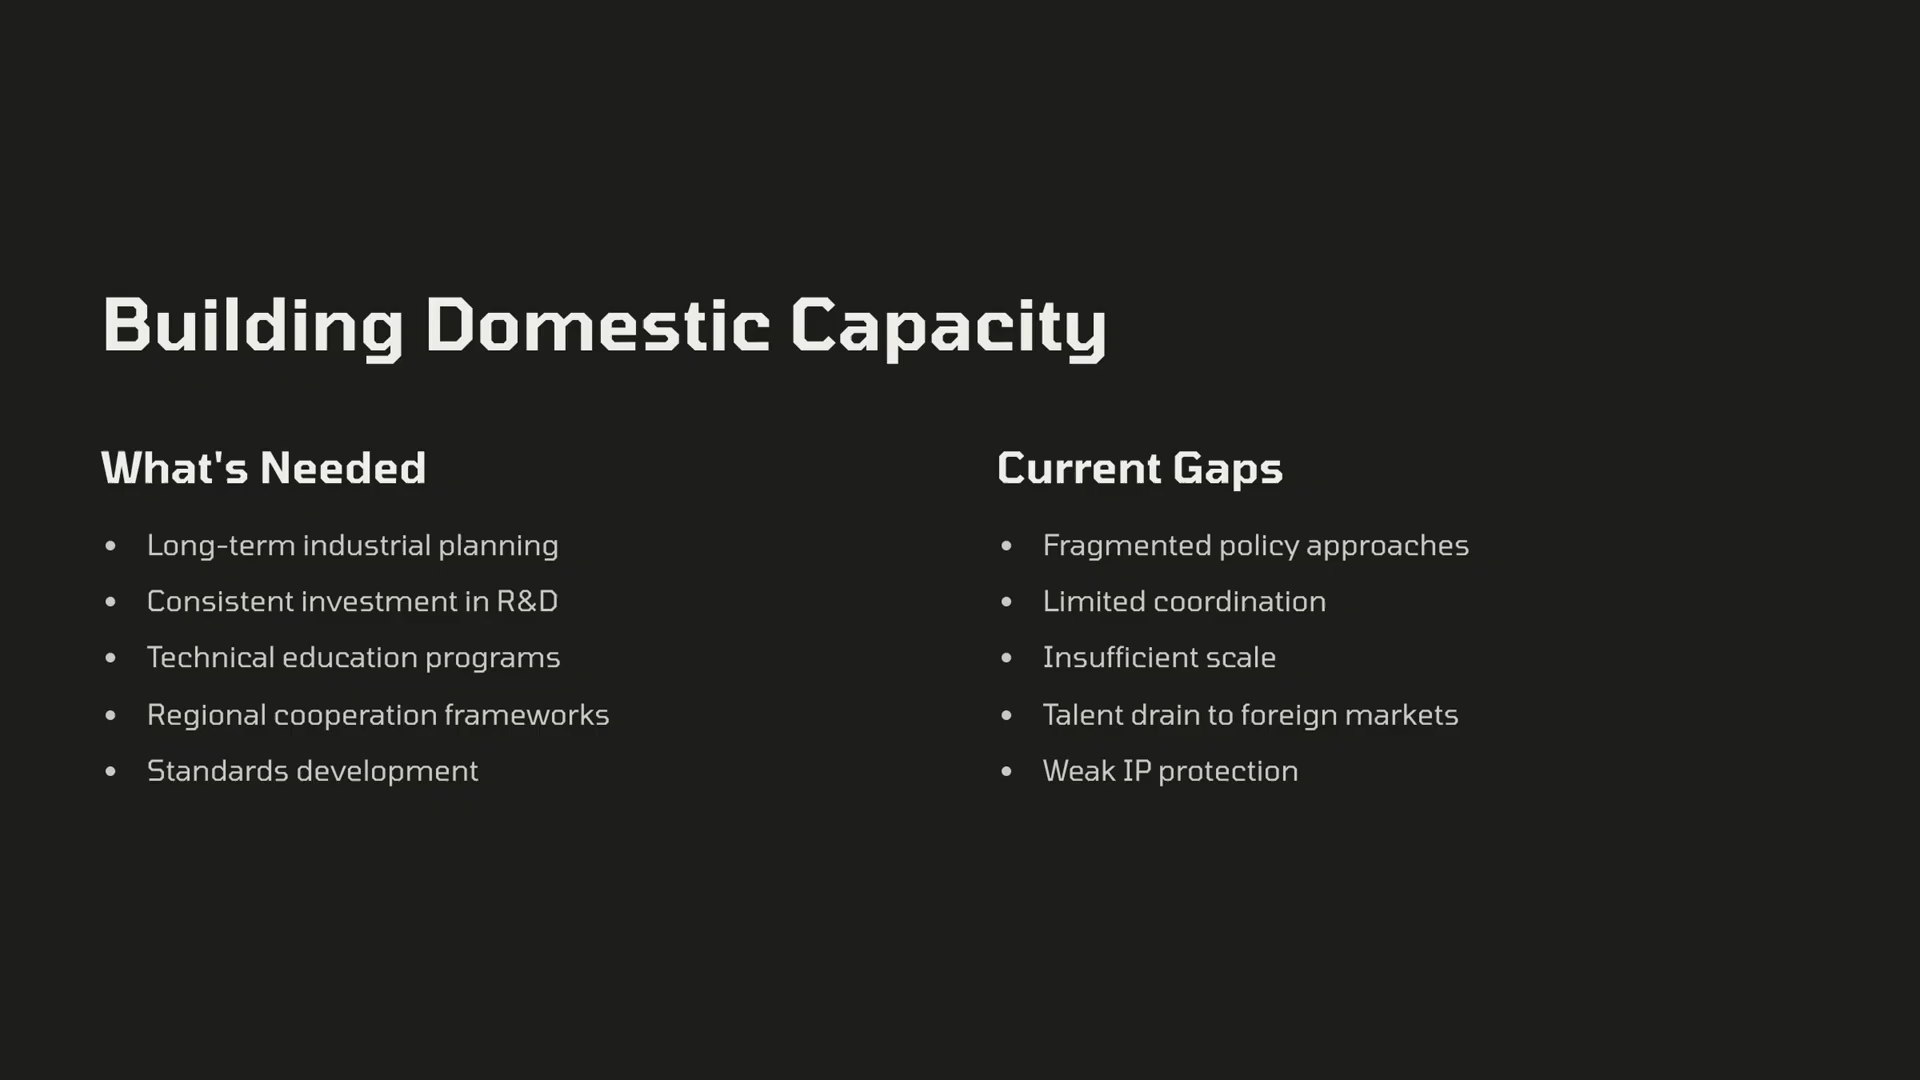 Building Domestic Capacity
What's Needed
• Long-term industrial planning
• Consistent investment in R&D
• Technical education programs
• Regional cooperation frameworks
• Standards development
Current Gaps
• Fragmented policy approaches
• Limited coordination
• Insufficient scale
• Talent drain to foreign markets
• Weak IP protection